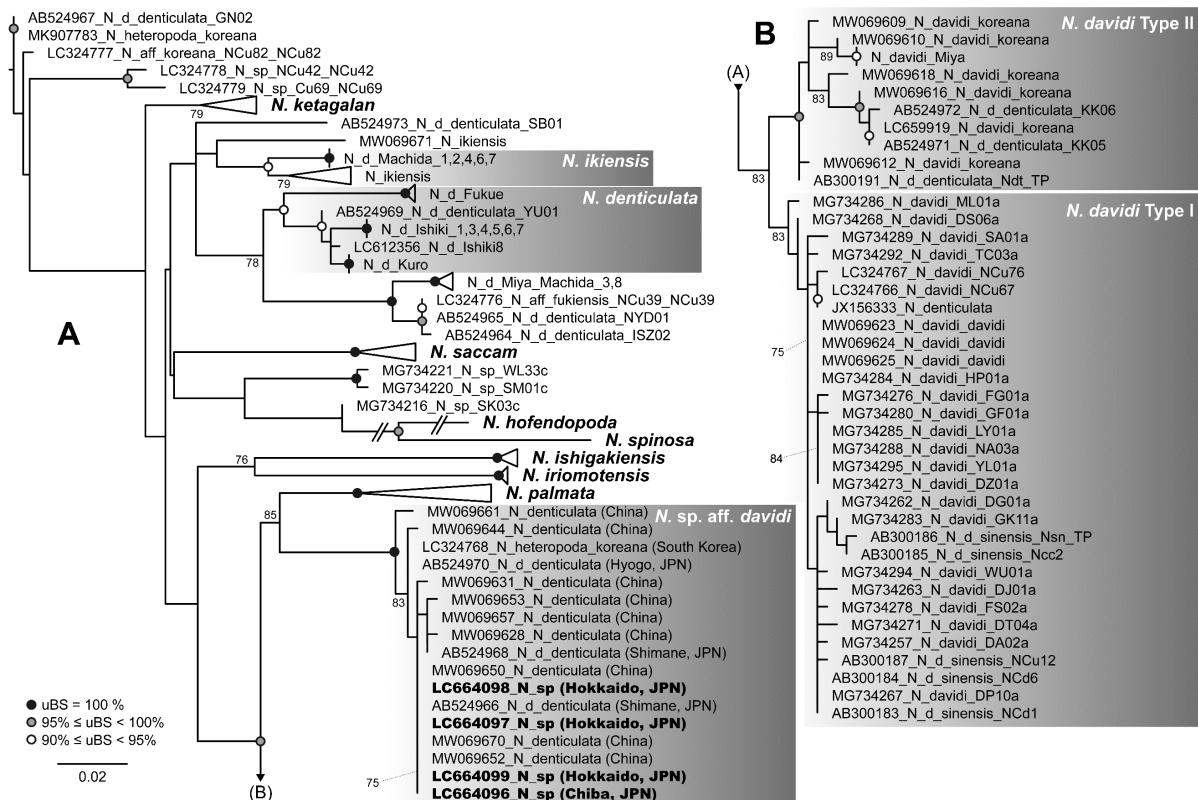 AB524967_N_d_denticulata_GN02
MK907783_N_heteropoda_koreana
LC324777_N_aff_koreana_NCu82_NCu82
LC324778_N_sp_NCu42_NCu42
LC324779_N_sp_Cu69_NCu69
N. ketagalan
79
AB524973_N_d_denticulata_SB01
MW069671_N_ikiensis
N_d_Machida_1,2,4,6,7
N. ikiensis
N_ikiensis
79
N_d_Fukue
N. denticulata
AB524969_N_d_denticulata_YU01
N_d_Ishiki_1,3,4,5,6,7
LC612356_N_d_Ishiki8
N_d_Kuro
78
N_d_Miya_Machida_3,8
LC324776_N_aff_fukiensis_NCu39_NCu39
AB524965_N_d_denticulata_NYD01
AB524964_N_d_denticulata_ISZ02
A
N. saccam
MG734221_N_sp_WL33c
MG734220_N_sp_SM01c
MG734216_N_sp_SK03c
N. hofendopoda
N. spinosa
76
N. ishigakiensis
N. iriomotensis
N. palmata
85
MW069661_N_denticulata (China)
N. sp. aff. davidi
MW069644_N_denticulata (China)
LC324768_N_heteropoda_koreana (South Korea)
AB524970_N_d_denticulata (Hyogo, JPN)
MW069631_N_denticulata (China)
83
MW069653_N_denticulata (China)
MW069657_N_denticulata (China)
MW069628_N_denticulata (China)
AB524968_N_d_denticulata (Shimane, JPN)
MW069650_N_denticulata (China)
LC664098_N_sp (Hokkaido, JPN)
AB524966_N_d_denticulata (Shimane, JPN)
LC664097_N_sp (Hokkaido, JPN)
MW069670_N_denticulata (China)
MW069652_N_denticulata (China)
LC664099_N_sp (Hokkaido, JPN)
75
LC664096_N_sp (Chiba, JPN)
uBS = 100 %
95% ≤ uBS < 100%
90% ≤ uBS < 95%
0.02
(B)
B
(A)
MW069609_N_davidi_koreana
N. davidi Type II
MW069610_N_davidi_koreana
89
N_davidi_Miya
MW069618_N_davidi_koreana
83
MW069616_N_davidi_koreana
AB524972_N_d_denticulata_KK06
LC659919_N_davidi_koreana
AB524971_N_d_denticulata_KK05
MW069612_N_davidi_koreana
83
AB300191_N_d_denticulata_Ndt_TP
MG734286_N_davidi_ML01a
N. davidi Type I
MG734268_N_davidi_DS06a
83
MG734289_N_davidi_SA01a
MG734292_N_davidi_TC03a
LC324767_N_davidi_NCu76
LC324766_N_davidi_NCu67
JX156333_N_denticulata
MW069623_N_davidi_davidi
MW069624_N_davidi_davidi
75
MW069625_N_davidi_davidi
MG734284_N_davidi_HP01a
MG734276_N_davidi_FG01a
MG734280_N_davidi_GF01a
MG734285_N_davidi_LY01a
MG734288_N_davidi_NA03a
84
MG734295_N_davidi_YL01a
MG734273_N_davidi_DZ01a
MG734262_N_davidi_DG01a
MG734283_N_davidi_GK11a
AB300186_N_d_sinensis_Nsn_TP
AB300185_N_d_sinensis_Ncc2
MG734294_N_davidi_WU01a
MG734263_N_davidi_DJ01a
MG734278_N_davidi_FS02a
MG734271_N_davidi_DT04a
MG734257_N_davidi_DA02a
AB300187_N_d_sinensis_NCu12
AB300184_N_d_sinensis_NCd6
MG734267_N_davidi_DP10a
AB300183_N_d_sinensis_NCd1